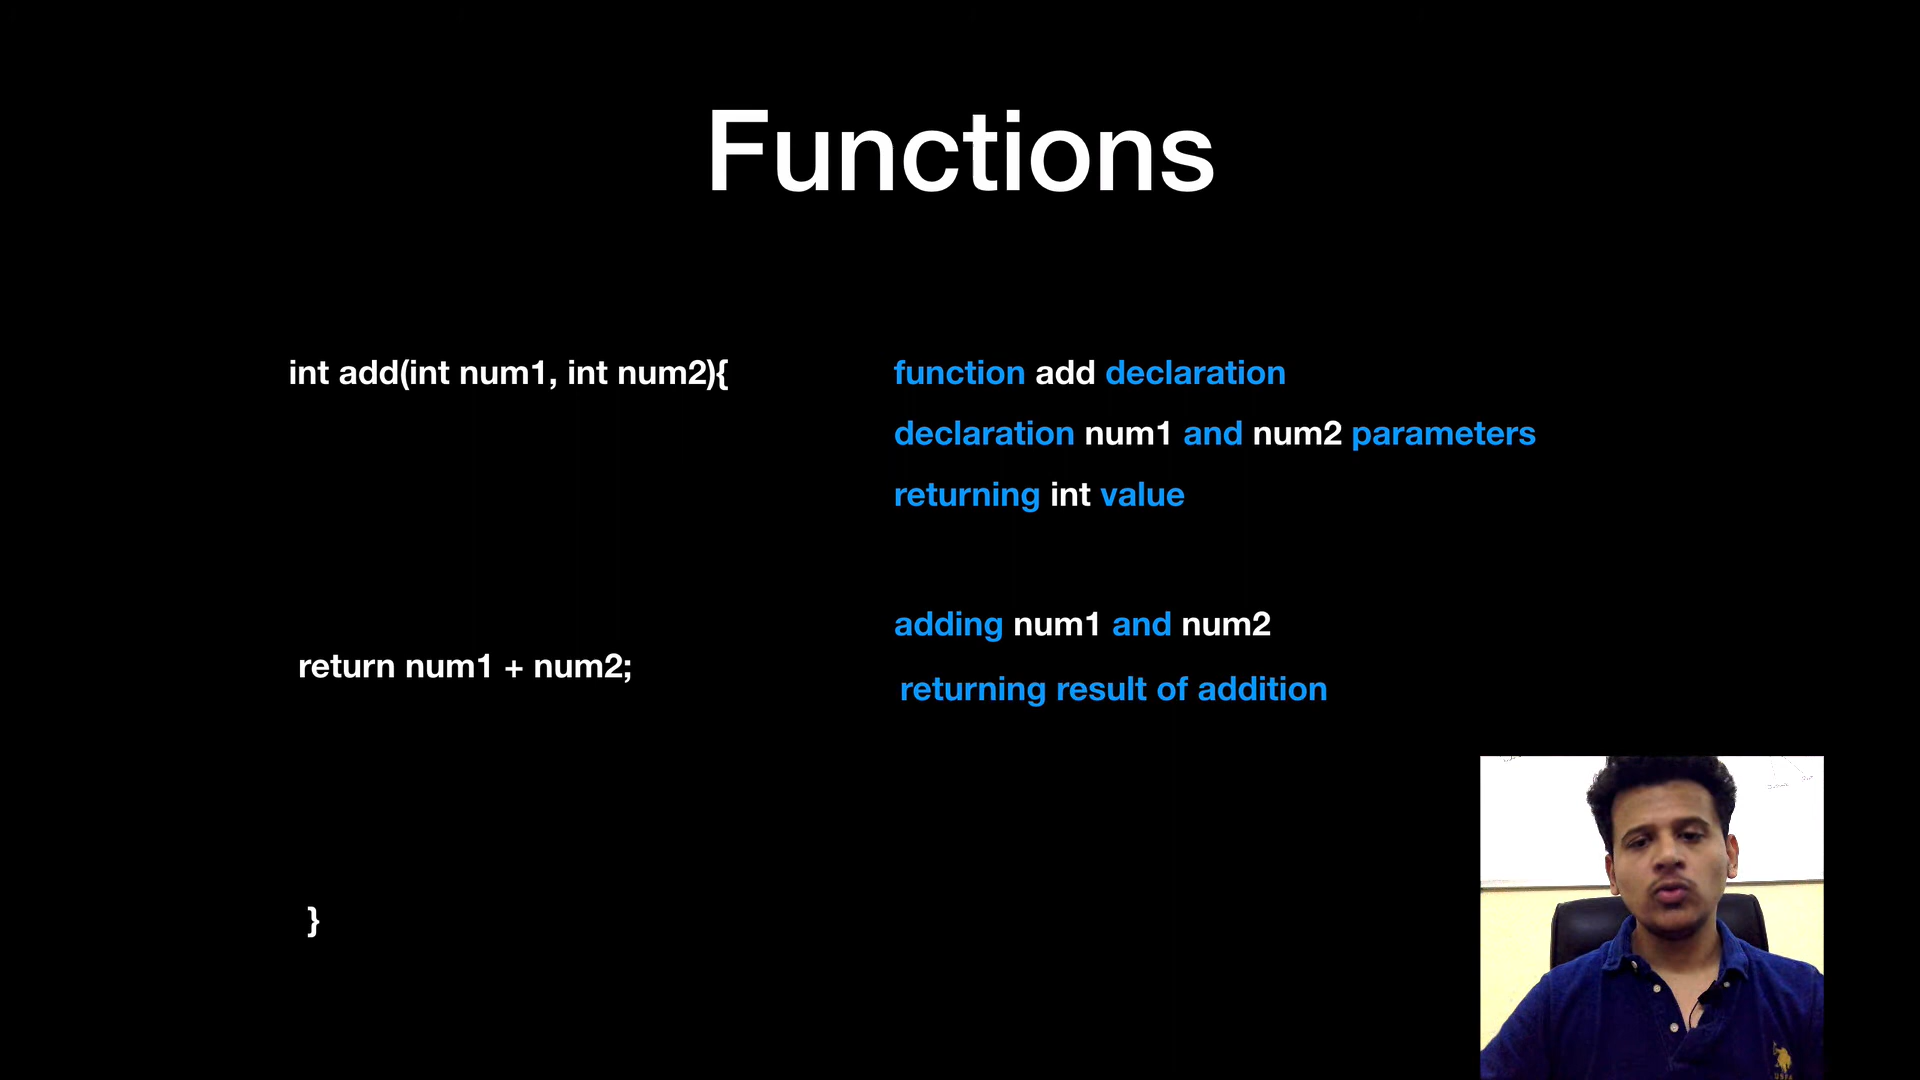 Functions
int add(int num1, int num2){
function add declaration
declaration num1 and num2 parameters
returning int value
adding num1 and num2
return num1 + num2;
returning result of addition
}